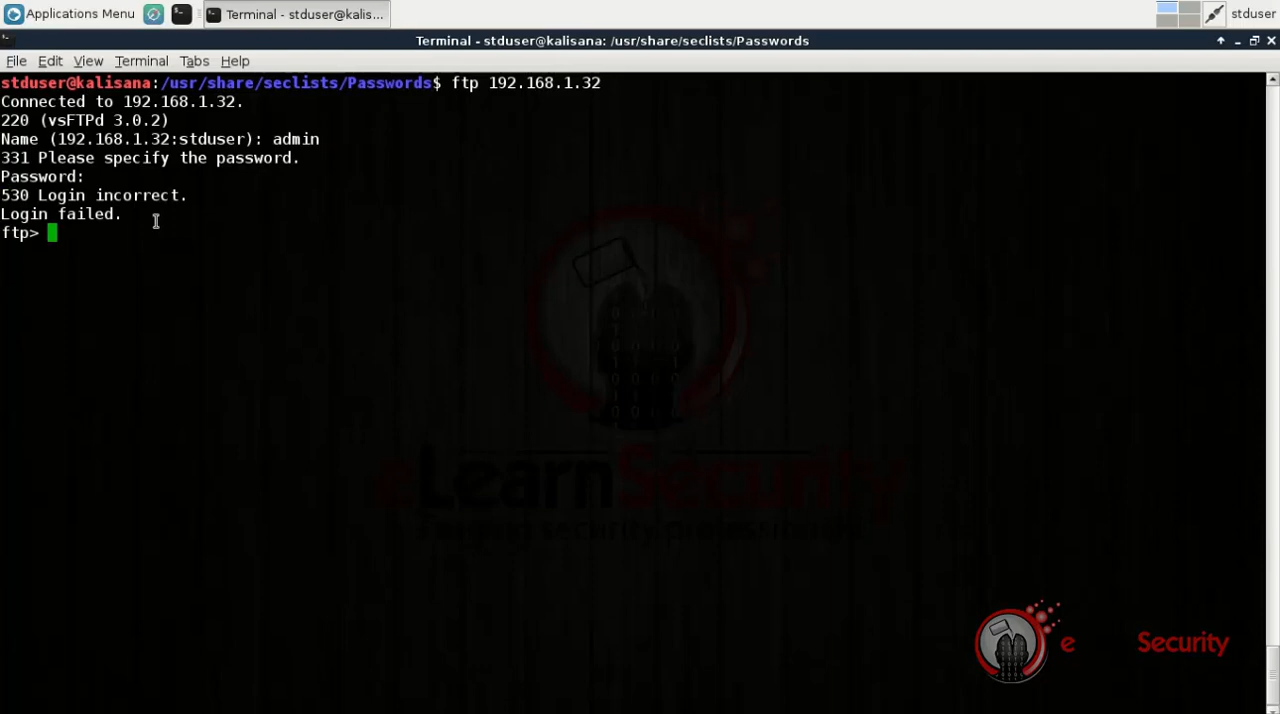 Applications Menu
Terminal - stduser@kalis...
stduser
Terminal - stduser@kalisana: /usr/share/seclists/Passwords
File Edit View Terminal Tabs Help
stduser@kalisana:/usr/share/seclists/Passwords$ ftp 192.168.1.32
Connected to 192.168.1.32.
220 (vsFTPd 3.0.2)
Name (192.168.1.32:stduser): admin
331 Please specify the password.
Password:
530 Login incorrect.
Login failed.
ftp>
eLearnSecurity
e Security